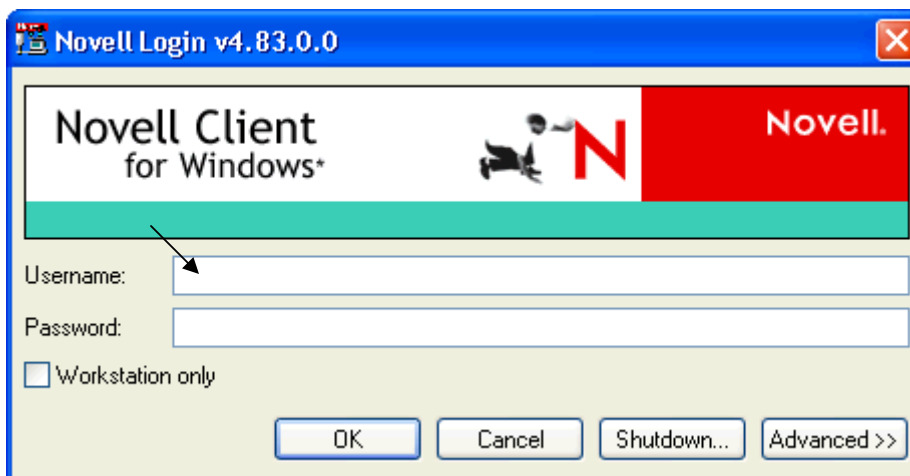 Novell Login v4.83.0.0
Novell Client
for Windows*
N
Novell.
Username:
Password:
Workstation only
OK Cancel Shutdown... Advanced >>